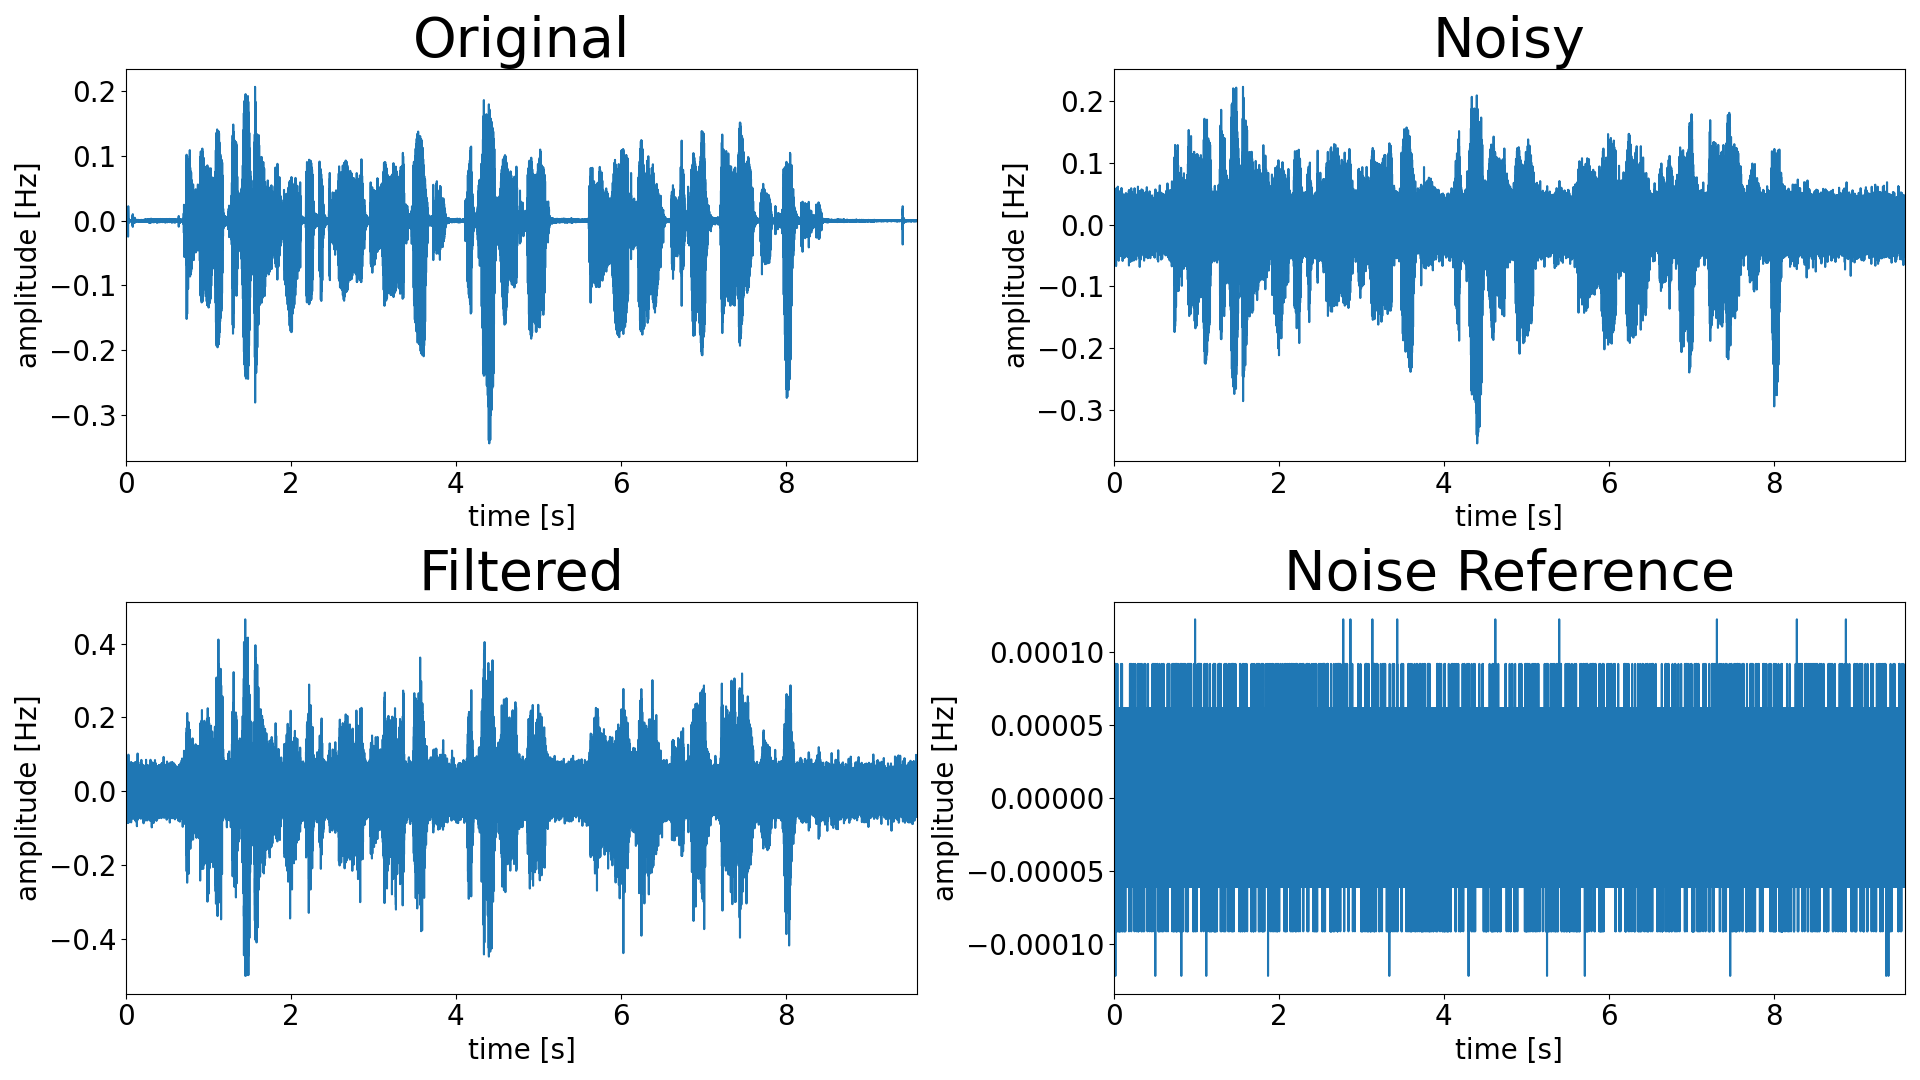 Original
0.2
0.1
0.0
−0.1
−0.2
−0.3
amplitude [Hz]
0 2 4 6 8
time [s]
Noisy
0.2
0.1
0.0
−0.1
−0.2
−0.3
amplitude [Hz]
0 2 4 6 8
time [s]
Filtered
0.4
0.2
0.0
−0.2
−0.4
amplitude [Hz]
0 2 4 6 8
time [s]
Noise Reference
0.00010
0.00005
0.00000
−0.00005
−0.00010
amplitude [Hz]
0 2 4 6 8
time [s]